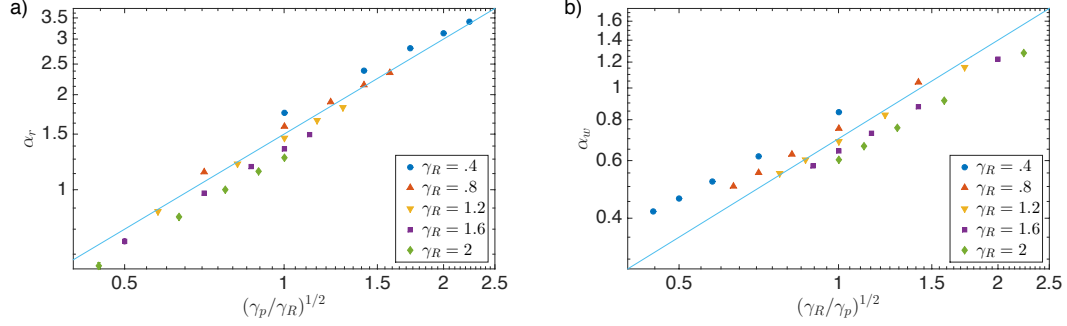 a)
3.5
3
2.5
2
1.5
1
α_r
0.5
1
1.5
2
2.5
(γ_p/γ_R)^{1/2}
γ_R = .4
γ_R = .8
γ_R = 1.2
γ_R = 1.6
γ_R = 2
b)
1.6
1.4
1.2
1.0
0.8
0.6
0.4
α_w
0.5
1
1.5
2
2.5
(γ_R/γ_p)^{1/2}
γ_R = .4
γ_R = .8
γ_R = 1.2
γ_R = 1.6
γ_R = 2